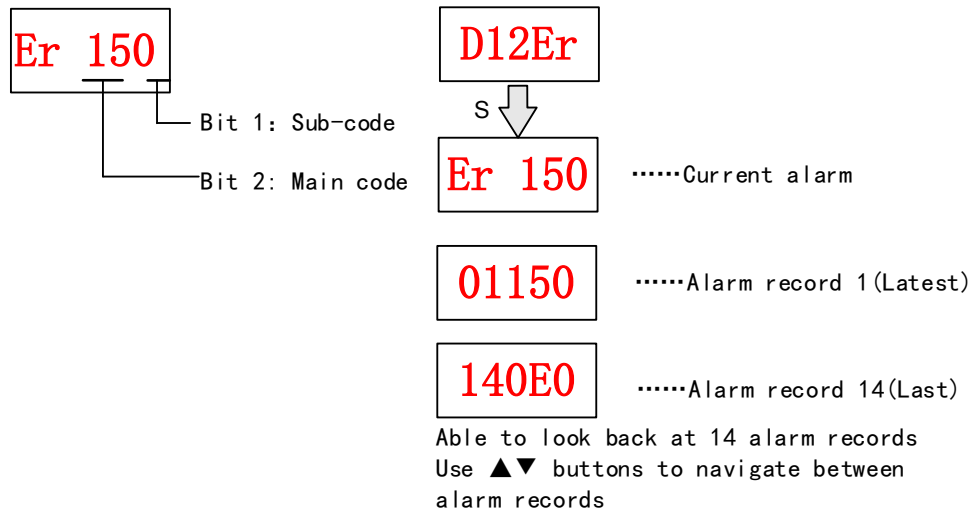 Er 150
Bit 1: Sub-code
Bit 2: Main code
D12Er
S
Er 150
······Current alarm
01150
······Alarm record 1(Latest)
140E0
······Alarm record 14(Last)
Able to look back at 14 alarm records
Use ▲▼ buttons to navigate between
alarm records